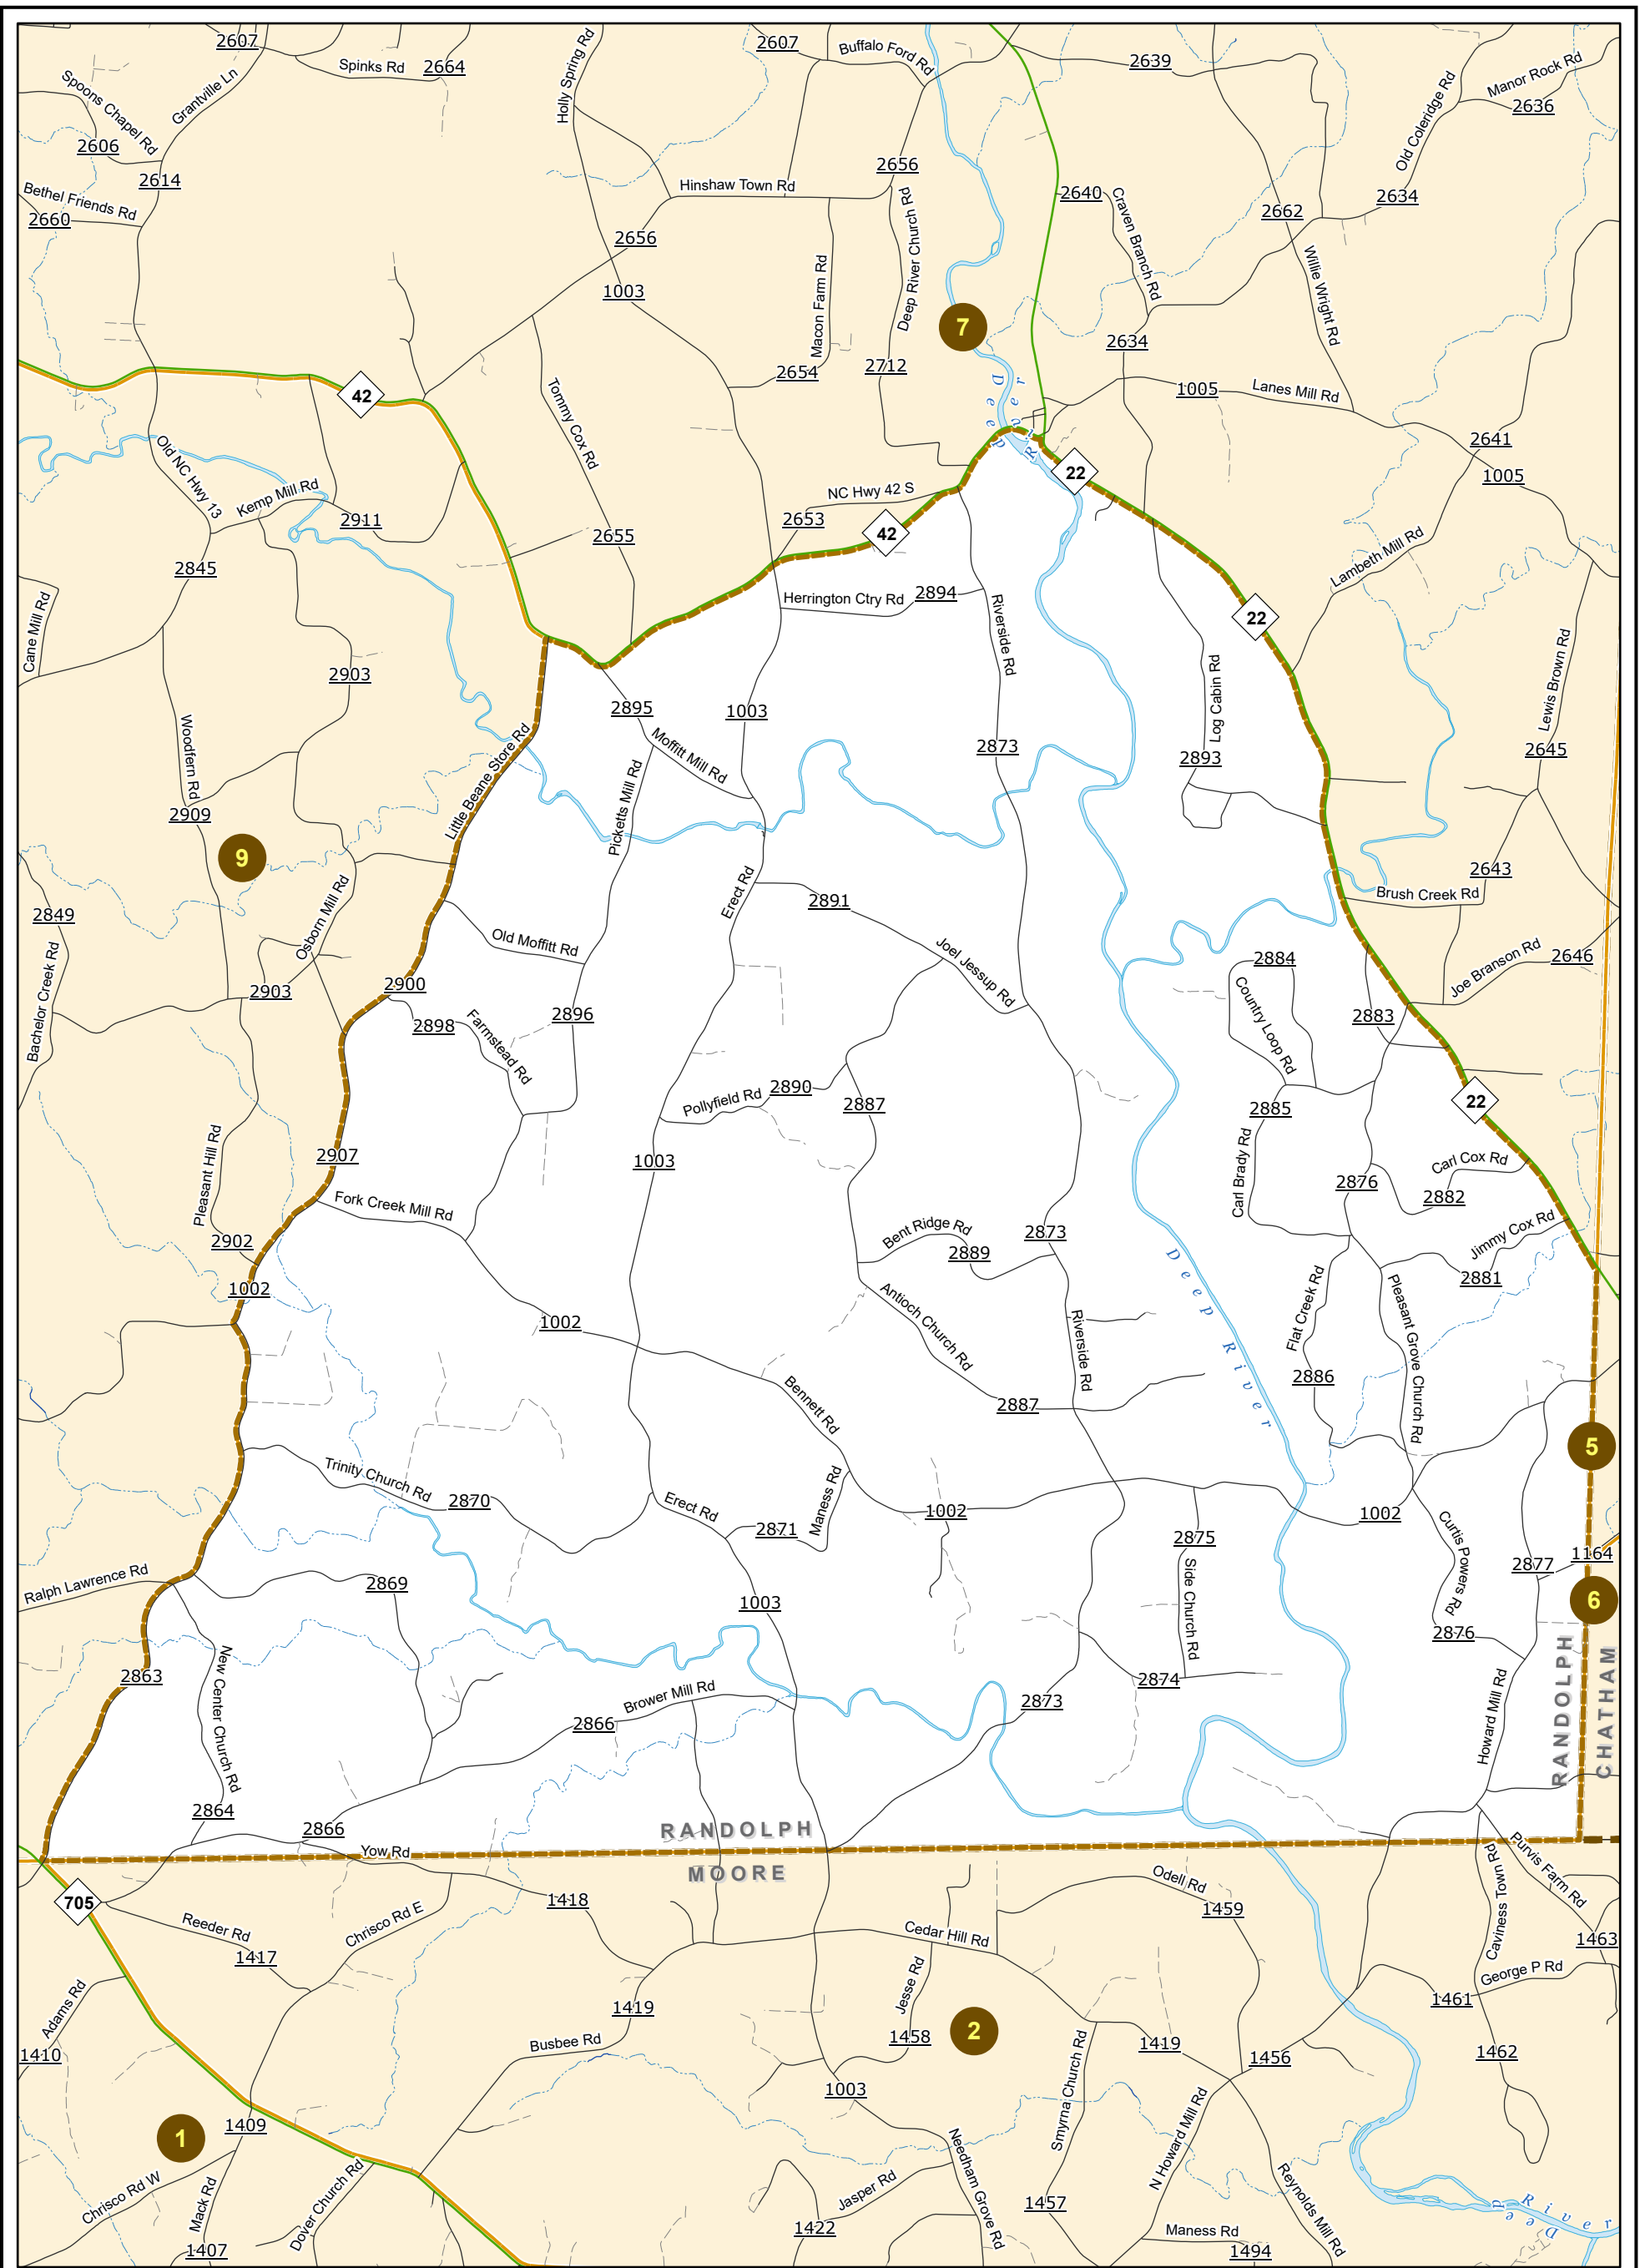 2607
Spinks Rd
2664
Holly Spring Rd
2607
Buffalo Ford Rd
2639
Old Coleridge Rd
Manor Rock Rd
2636
Spoons Chapel Rd
Grantville Ln
2606
2614
Bethel Friends Rd
2660
Hinshaw Town Rd
2656
2656
Deep River Church Rd
2640
Craven Branch Rd
2662
2634
1003
Macon Farm Rd
Willie Wright Rd
7
2634
2654
2712
1005
Lanes Mill Rd
42
Tommy Cox Rd
Deep River
2641
1005
Old NC Hwy 13
Kemp Mill Rd
2911
2655
NC Hwy 42 S
2653
42
22
2845
Lambeth Mill Rd
Cane Mill Rd
Herrington Ctry Rd
2894
Riverside Rd
22
2903
2895
1003
Moffitt Mill Rd
2873
Log Cabin Rd
2893
Lewis Brown Rd
2645
Woodfern Rd
2909
Little Beane Store Rd
Picketts Mill Rd
9
2643
Brush Creek Rd
2849
Osborn Mill Rd
Erect Rd
2891
Old Moffitt Rd
Joel Jessup Rd
Joe Branson Rd
2646
Bachelor Creek Rd
2903
2900
2884
Country Loop Rd
2883
2898
Farmstead Rd
2896
Pollyfield Rd
2890
2887
2885
22
Pleasant Hill Rd
2907
1003
Carl Brady Rd
Carl Cox Rd
2876
2882
Fork Creek Mill Rd
2902
Bent Ridge Rd
2889
2873
Jimmy Cox Rd
2881
1002
1002
Antioch Church Rd
Riverside Rd
Deep River
Flat Creek Rd
Pleasant Grove Church Rd
2886
Bennett Rd
2887
5
Trinity Church Rd
2870
Erect Rd
2871
Maness Rd
1002
1002
2875
Curtis Powers Rd
2877
1164
Ralph Lawrence Rd
2869
1003
Side Church Rd
6
2876
2863
New Center Church Rd
2866
Brower Mill Rd
2873
2874
Howard Mill Rd
RANDOLPH
CHATHAM
2864
2866
RANDOLPH
Yow Rd
MOORE
Purvis Farm Rd
705
Reeder Rd
Chrisco Rd E
1418
Odell Rd
1459
Caviness Town Rd
1417
Cedar Hill Rd
1463
George P Rd
Adams Rd
1419
Jesse Rd
1461
1410
Busbee Rd
1458
2
1419
1456
1462
1003
Smyrna Church Rd
1
1409
N Howard Mill Rd
Chrisco Rd W
Mack Rd
Dover Church Rd
Needham Grove Rd
Jasper Rd
1457
Reynolds Mill Rd
Deep River
1407
1422
Maness Rd
1494